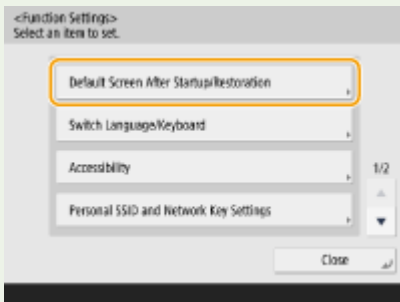 <Function Settings>
Select an item to set.
Default Screen After Startup/Restoration
Switch Language/Keyboard
Accessibility
1/2
Personal SSID and Network Key Settings
Close